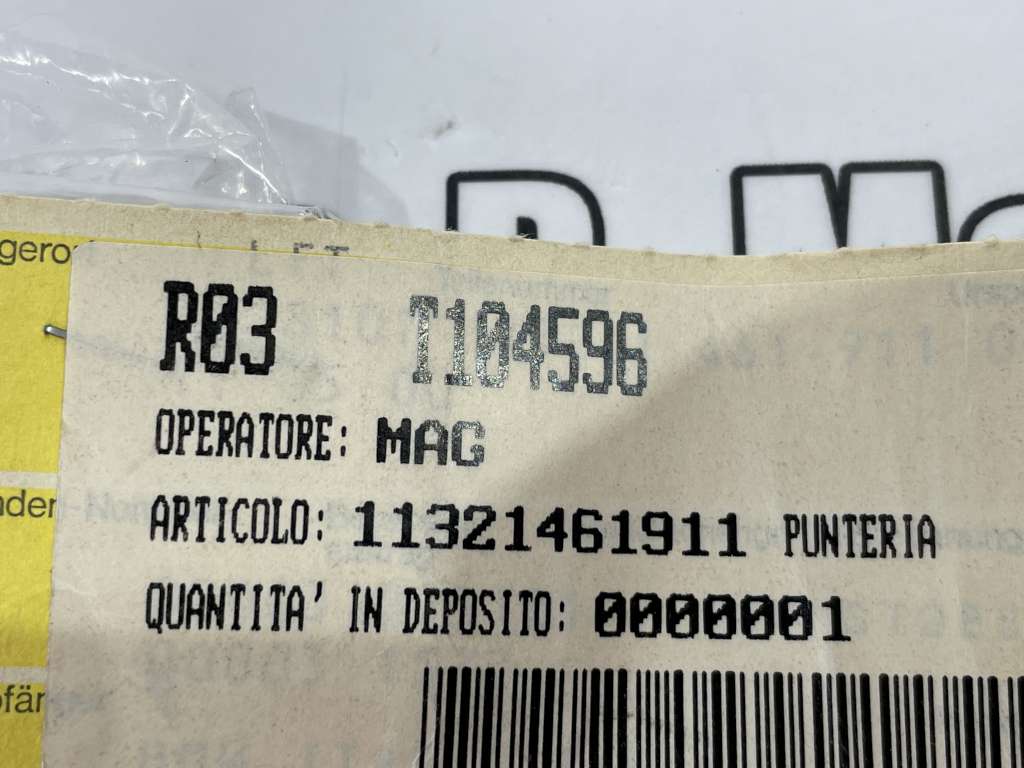 R03 T104596
OPERATORE: MAG
ARTICOLO: 11321461911 PUNTERIA
QUANTITA' IN DEPOSITO: 0000001